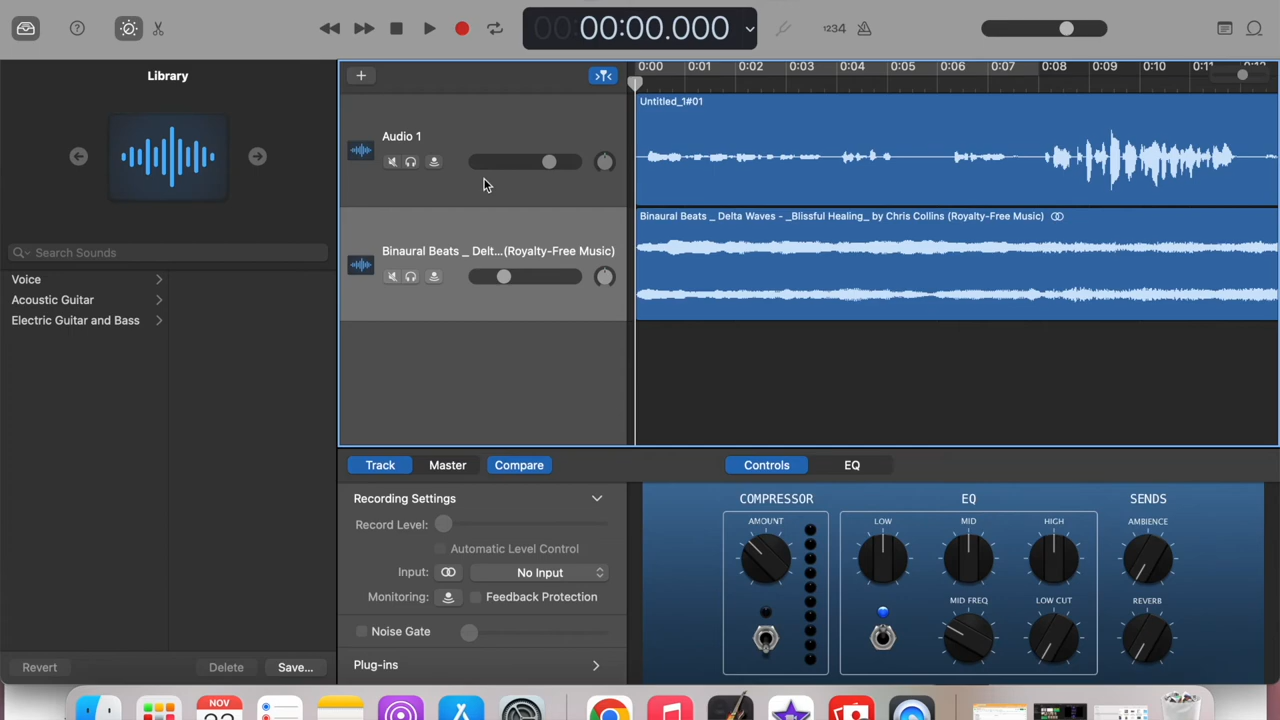 00:00.000
1234
Library
0:00 0:01 0:02 0:03 0:04 0:05 0:06 0:07 0:08 0:09 0:10
Untitled_1#01
Audio 1
Search Sounds
Voice
Acoustic Guitar
Electric Guitar and Bass
Binaural Beats _ Delt...(Royalty-Free Music)
Binaural Beats _ Delta Waves - _Blissful Healing_ by Chris Collins (Royalty-Free Music)
Track
Master
Compare
Controls
EQ
Recording Settings
Record Level:
Automatic Level Control
Input:
No Input
Monitoring:
Feedback Protection
Noise Gate
Plug-ins
COMPRESSOR
EQ
SENDS
AMOUNT
LOW
MID
HIGH
AMBIENCE
MID FREQ
LOW CUT
REVERB
Revert
Delete
Save...
NOV